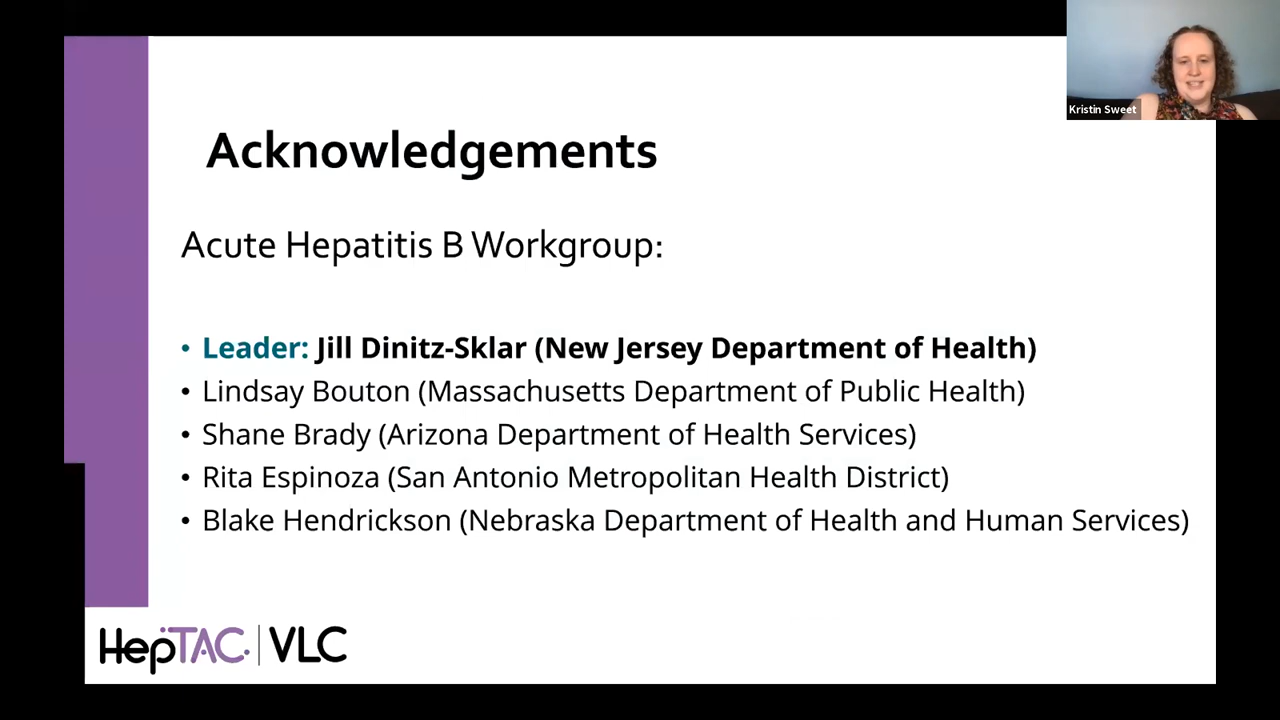 Kristin Sweet
Acknowledgements
Acute Hepatitis B Workgroup:
• Leader: Jill Dinitz-Sklar (New Jersey Department of Health)
• Lindsay Bouton (Massachusetts Department of Public Health)
• Shane Brady (Arizona Department of Health Services)
• Rita Espinoza (San Antonio Metropolitan Health District)
• Blake Hendrickson (Nebraska Department of Health and Human Services)
HepTAC | VLC